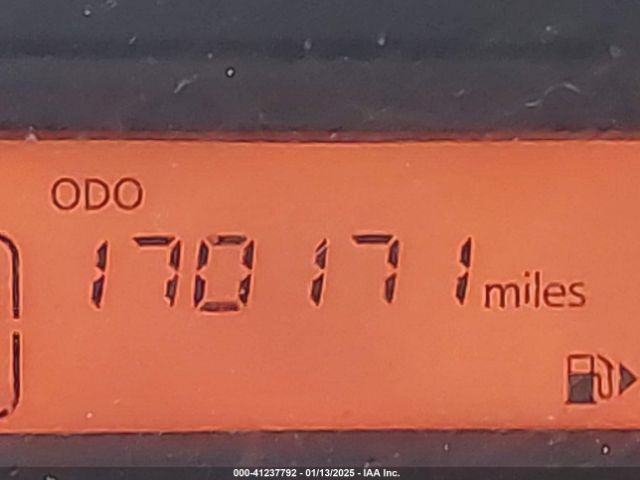 ODO
170171 miles
000-41237792 - 01/13/2025 - IAA Inc.